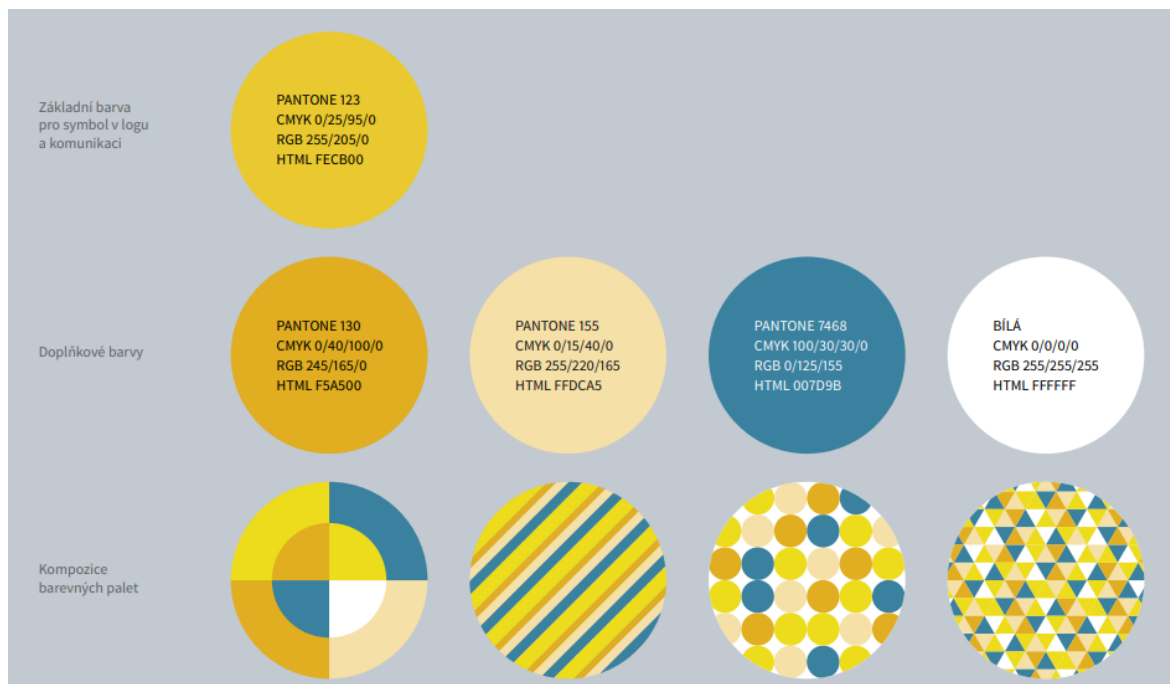 Základní barva
pro symbol v logu
a komunikaci
PANTONE 123
CMYK 0/25/95/0
RGB 255/205/0
HTML FECB00
Doplňkové barvy
PANTONE 130
CMYK 0/40/100/0
RGB 245/165/0
HTML F5A500
PANTONE 155
CMYK 0/15/40/0
RGB 255/220/165
HTML FFDCA5
PANTONE 7468
CMYK 100/30/30/0
RGB 0/125/155
HTML 007D9B
BÍLÁ
CMYK 0/0/0/0
RGB 255/255/255
HTML FFFFFF
Kompozice
barevných palet